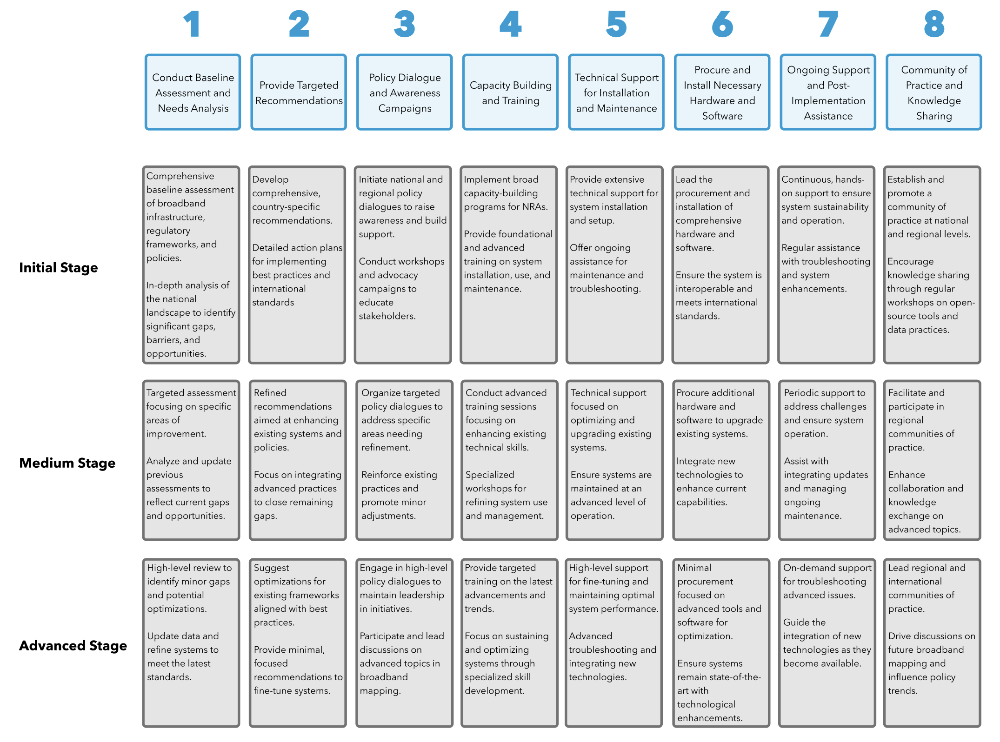 1
2
3
4
5
6
7
8
Conduct Baseline
Assessment and
Needs Analysis
Provide Targeted
Recommendations
Policy Dialogue
and Awareness
Campaigns
Capacity Building
and Training
Technical Support
for Installation
and Maintenance
Procure and
Install Necessary
Hardware and
Software
Ongoing Support
and Post-
Implementation
Assistance
Community of
Practice and
Knowledge
Sharing
Initial Stage
Comprehensive
baseline assessment
of broadband
infrastructure,
regulatory
frameworks, and
policies.
In-depth analysis of
the national
landscape to identify
significant gaps,
barriers, and
opportunities.
Develop
comprehensive,
country-specific
recommendations.
Detailed action plans
for implementing
best practices and
international
standards
Initiate national and
regional policy
dialogues to raise
awareness and build
support.
Conduct workshops
and advocacy
campaigns to
educate
stakeholders.
Implement broad
capacity-building
programs for NRAs.
Provide foundational
and advanced
training on system
installation, use, and
maintenance.
Provide extensive
technical support for
system installation
and setup.
Offer ongoing
assistance for
maintenance and
troubleshooting.
Lead the
procurement and
installation of
comprehensive
hardware and
software.
Ensure the system is
interoperable and
meets international
standards.
Continuous, hands-
on support to ensure
system sustainability
and operation.
Regular assistance
with troubleshooting
and system
enhancements.
Establish and
promote a
community of
practice at national
and regional levels.
Encourage
knowledge sharing
through regular
workshops on open-
source tools and
data practices.
Medium Stage
Targeted assessment
focusing on specific
areas of
improvement.
Analyze and update
previous
assessments to
reflect current gaps
and opportunities.
Refined
recommendations
aimed at enhancing
existing systems and
policies.
Focus on integrating
advanced practices
to close remaining
gaps.
Organize targeted
policy dialogues to
address specific
areas needing
refinement.
Reinforce existing
practices and
promote minor
adjustments.
Conduct advanced
training sessions
focusing on
enhancing existing
technical skills.
Specialized
workshops for
refining system use
and management.
Technical support
focused on
optimizing and
upgrading existing
systems.
Ensure systems are
maintained at an
advanced level of
operation.
Procure additional
hardware and
software to upgrade
existing systems.
Integrate new
technologies to
enhance current
capabilities.
Periodic support to
address challenges
and ensure system
operation.
Assist with
integrating updates
and managing
ongoing
maintenance.
Facilitate and
participate in
regional
communities of
practice.
Enhance
collaboration and
knowledge
exchange on
advanced topics.
Advanced Stage
High-level review to
identify minor gaps
and potential
optimizations.
Update data and
refine systems to
meet the latest
standards.
Suggest
optimizations for
existing frameworks
aligned with best
practices.
Provide minimal,
focused
recommendations to
fine-tune systems.
Engage in high-level
policy dialogues to
maintain leadership
in initiatives.
Participate and lead
discussions on
advanced topics in
broadband
mapping.
Provide targeted
training on the latest
advancements and
trends.
Focus on sustaining
and optimizing
systems through
specialized skill
development.
High-level support
for fine-tuning and
maintaining optimal
system performance.
Advanced
troubleshooting and
integrating new
technologies.
Minimal
procurement
focused on
advanced tools and
software for
optimization.
Ensure systems
remain state-of-the-
art with
technological
enhancements.
On-demand support
for troubleshooting
advanced issues.
Guide the
integration of new
technologies as they
become available.
Lead regional and
international
communities of
practice.
Drive discussions on
future broadband
mapping and
influence policy
trends.